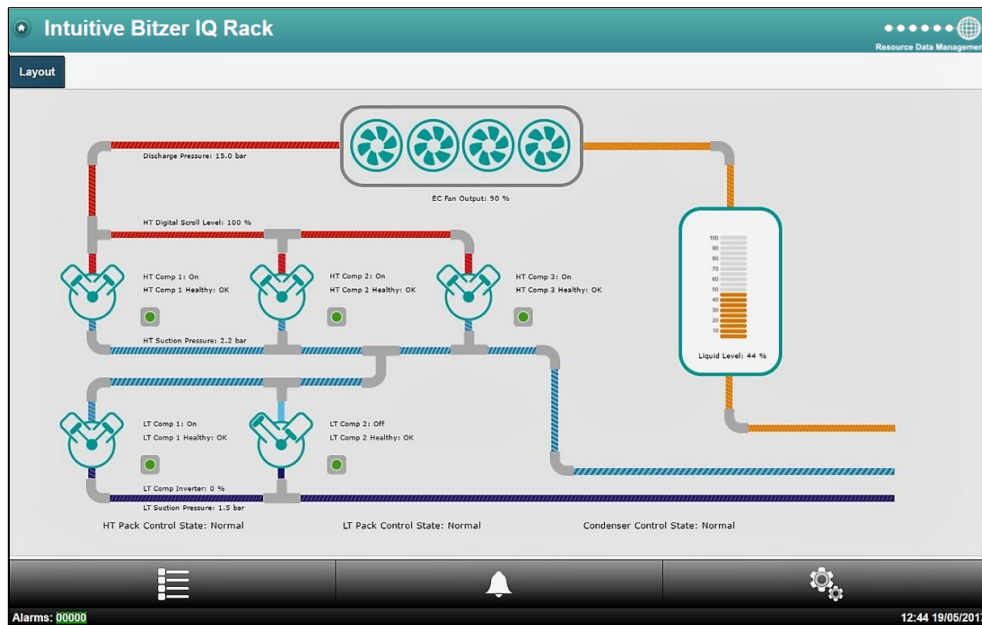 Intuitive Bitzer IQ Rack
Resource Data Management
Layout
Discharge Pressure: 15.0 bar
EC Fan Output: 90 %
HT Digital Scroll Level: 100 %
HT Comp 1: On
HT Comp 1 Healthy: OK
HT Comp 2: On
HT Comp 2 Healthy: OK
HT Comp 3: On
HT Comp 3 Healthy: OK
100
90
80
70
60
50
40
30
20
10
Liquid Level: 44 %
HT Suction Pressure: 2.2 bar
LT Comp 1: On
LT Comp 1 Healthy: OK
LT Comp 2: Off
LT Comp 2 Healthy: OK
LT Comp Inverter: 0 %
LT Suction Pressure: 1.5 bar
HT Pack Control State: Normal
LT Pack Control State: Normal
Condenser Control State: Normal
Alarms: 00000
12:44 19/05/2017